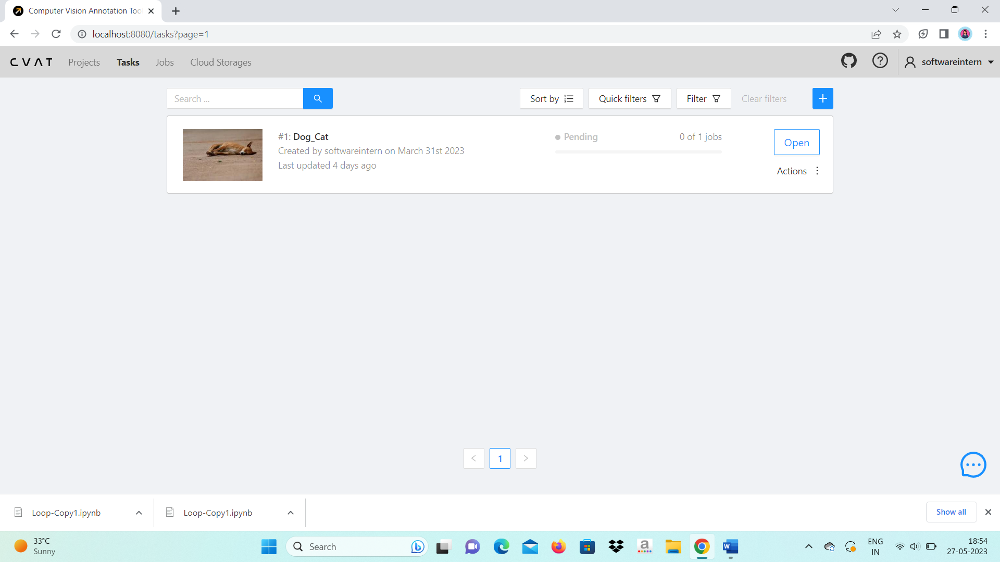 Computer Vision Annotation Too
localhost:8080/tasks?page=1
CVAT Projects Tasks Jobs Cloud Storages softwareintern
Search ... Sort by Quick filters Filter Clear filters
#1: Dog_Cat Pending 0 of 1 jobs Open
Created by softwareintern on March 31st 2023
Last updated 4 days ago Actions
1
Loop-Copy1.ipynb Loop-Copy1.ipynb Show all
33°C
Sunny
Search
ENG
IN
18:54
27-05-2023